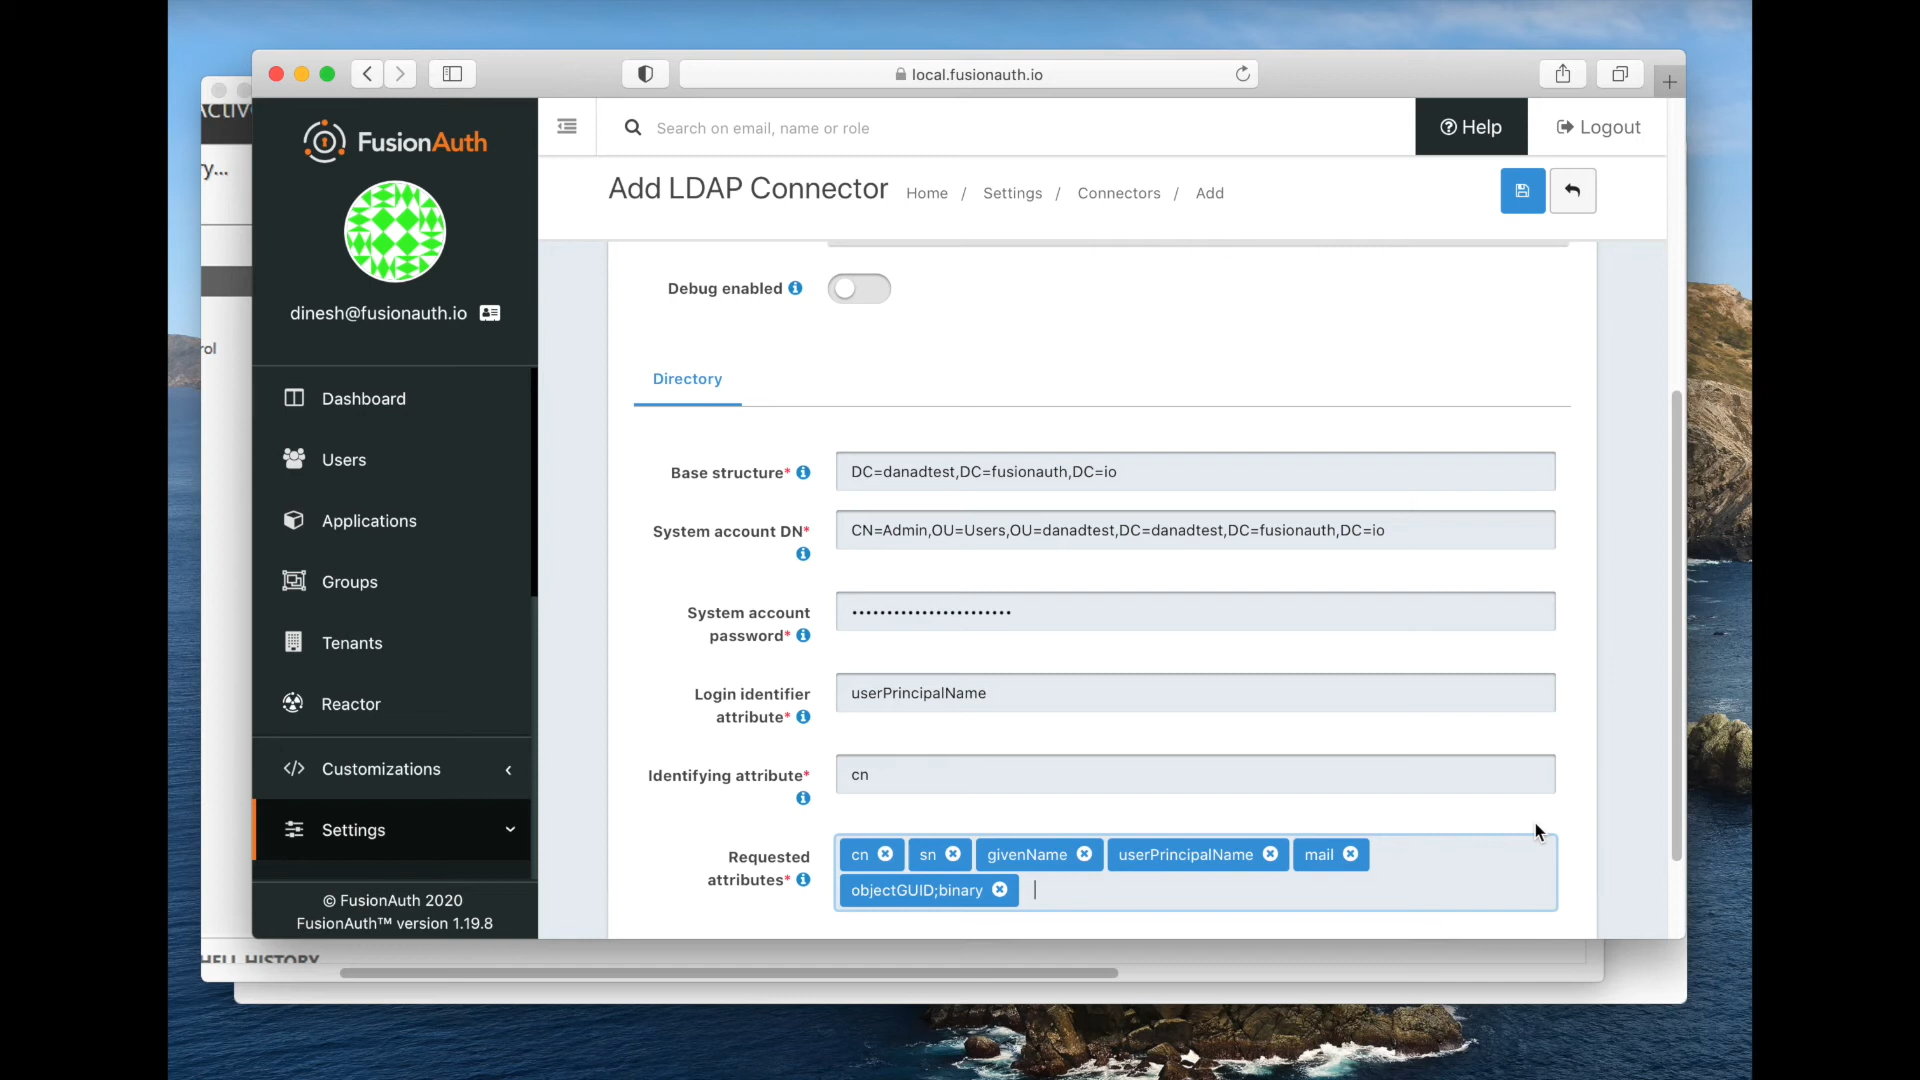 local.fusionauth.io
FusionAuth
Search on email, name or role
Help
Logout
Add LDAP Connector
Home / Settings / Connectors / Add
dinesh@fusionauth.io
Debug enabled
Dashboard
Users
Applications
Groups
Tenants
Reactor
Customizations
Settings
© FusionAuth 2020
FusionAuth™ version 1.19.8
Directory
Base structure*
DC=danadtest,DC=fusionauth,DC=io
System account DN*
CN=Admin,OU=Users,OU=danadtest,DC=danadtest,DC=fusionauth,DC=io
System account
password*
•••••••••••••••••••••••
Login identifier
attribute*
userPrincipalName
Identifying attribute*
cn
Requested
attributes*
cn sn givenName userPrincipalName mail
objectGUID;binary
y...
rol
HELL HISTORY